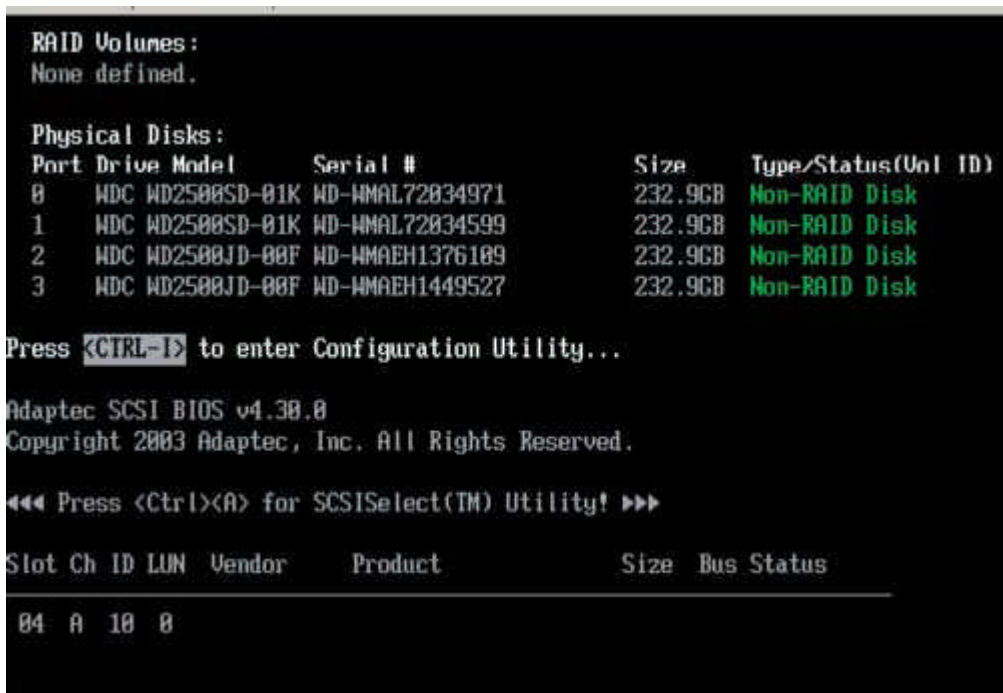 RAID Volumes:
None defined.
Physical Disks:
Port Drive Model Serial # Size Type/Status(Vol ID)
0 WDC WD2500SD-01K WD-WMAL72034971 232.9GB Non-RAID Disk
1 WDC WD2500SD-01K WD-WMAL72034599 232.9GB Non-RAID Disk
2 WDC WD2500JD-00F WD-WMAEH1376109 232.9GB Non-RAID Disk
3 WDC WD2500JD-00F WD-WMAEH1449527 232.9GB Non-RAID Disk
Press <CTRL-I> to enter Configuration Utility...
Adaptec SCSI BIOS v4.30.0
Copyright 2003 Adaptec, Inc. All Rights Reserved.
◄◄◄ Press <Ctrl><A> for SCSISelect(TM) Utility! ►►►
Slot Ch ID LUN Vendor Product Size Bus Status
04 A 10 0